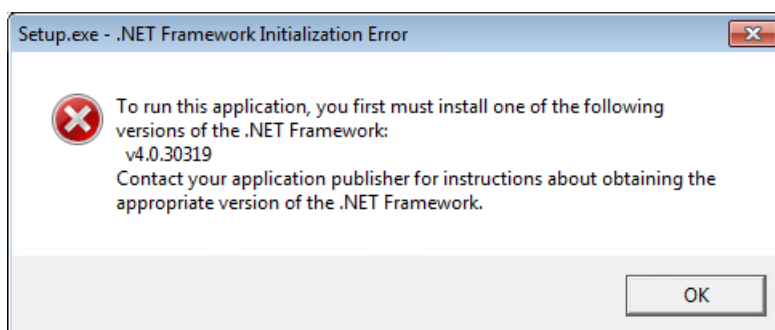 Setup.exe - .NET Framework Initialization Error
To run this application, you first must install one of the following
versions of the .NET Framework:
v4.0.30319
Contact your application publisher for instructions about obtaining the
appropriate version of the .NET Framework.
OK